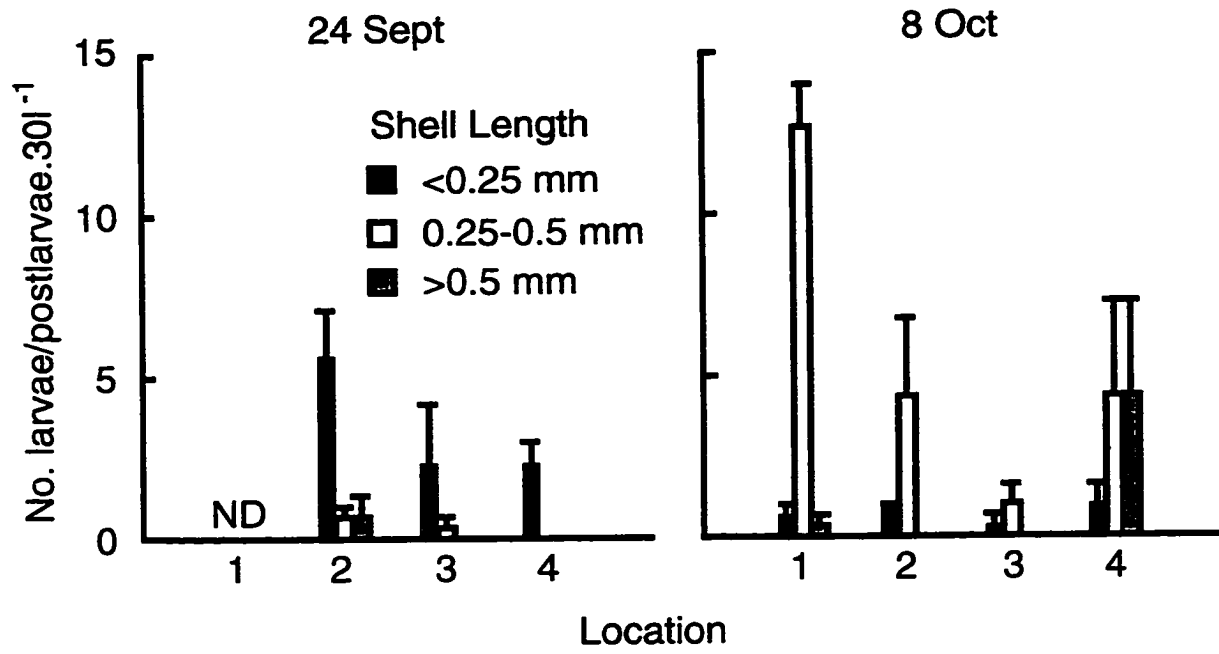 24 Sept
8 Oct
No. larvae/postlarvae.30l⁻¹
15
10
5
0
Shell Length
<0.25 mm
0.25-0.5 mm
>0.5 mm
ND
1 2 3 4
1 2 3 4
Location